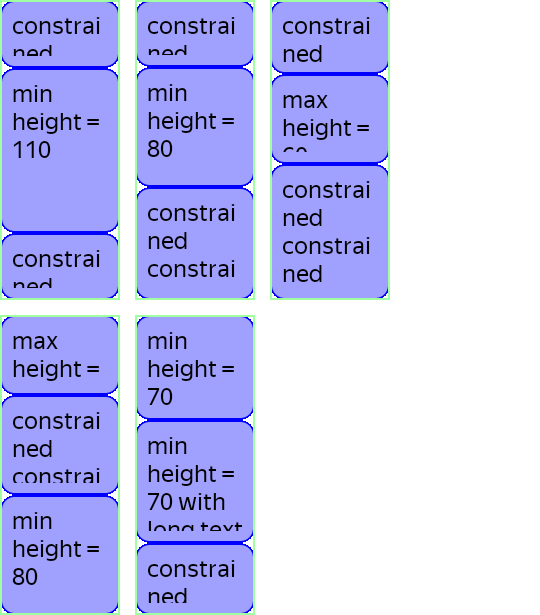 constrai
ned
min
height =
110
constrai
ned
constrai
ned
min
height =
80
constrai
ned
constrai
constrai
ned
max
height =
60
constrai
ned
constrai
ned
max
height =
constrai
ned
constrai
min
height =
80
min
height =
70
min
height =
70 with
long text
constrai
ned